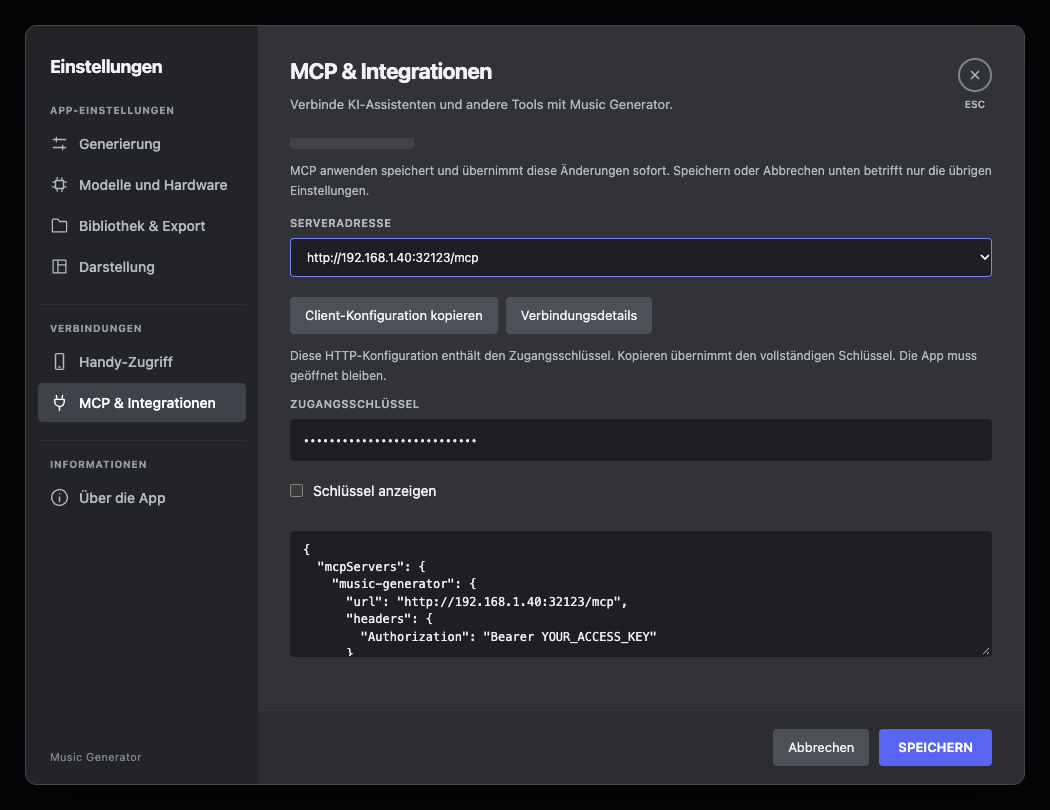 Einstellungen
APP-EINSTELLUNGEN
Generierung
Modelle und Hardware
Bibliothek & Export
Darstellung
VERBINDUNGEN
Handy-Zugriff
MCP & Integrationen
INFORMATIONEN
Über die App
Music Generator
MCP & Integrationen
Verbinde KI-Assistenten und andere Tools mit Music Generator.
ESC
MCP anwenden speichert und übernimmt diese Änderungen sofort. Speichern oder Abbrechen unten betrifft nur die übrigen
Einstellungen.
SERVERADRESSE
http://192.168.1.40:32123/mcp
Client-Konfiguration kopieren
Verbindungsdetails
Diese HTTP-Konfiguration enthält den Zugangsschlüssel. Kopieren übernimmt den vollständigen Schlüssel. Die App muss
geöffnet bleiben.
ZUGANGSSCHLÜSSEL
•••••••••••••••••••••••••••
Schlüssel anzeigen
{
"mcpServers": {
"music-generator": {
"url": "http://192.168.1.40:32123/mcp",
"headers": {
"Authorization": "Bearer YOUR_ACCESS_KEY"
}
Abbrechen
SPEICHERN